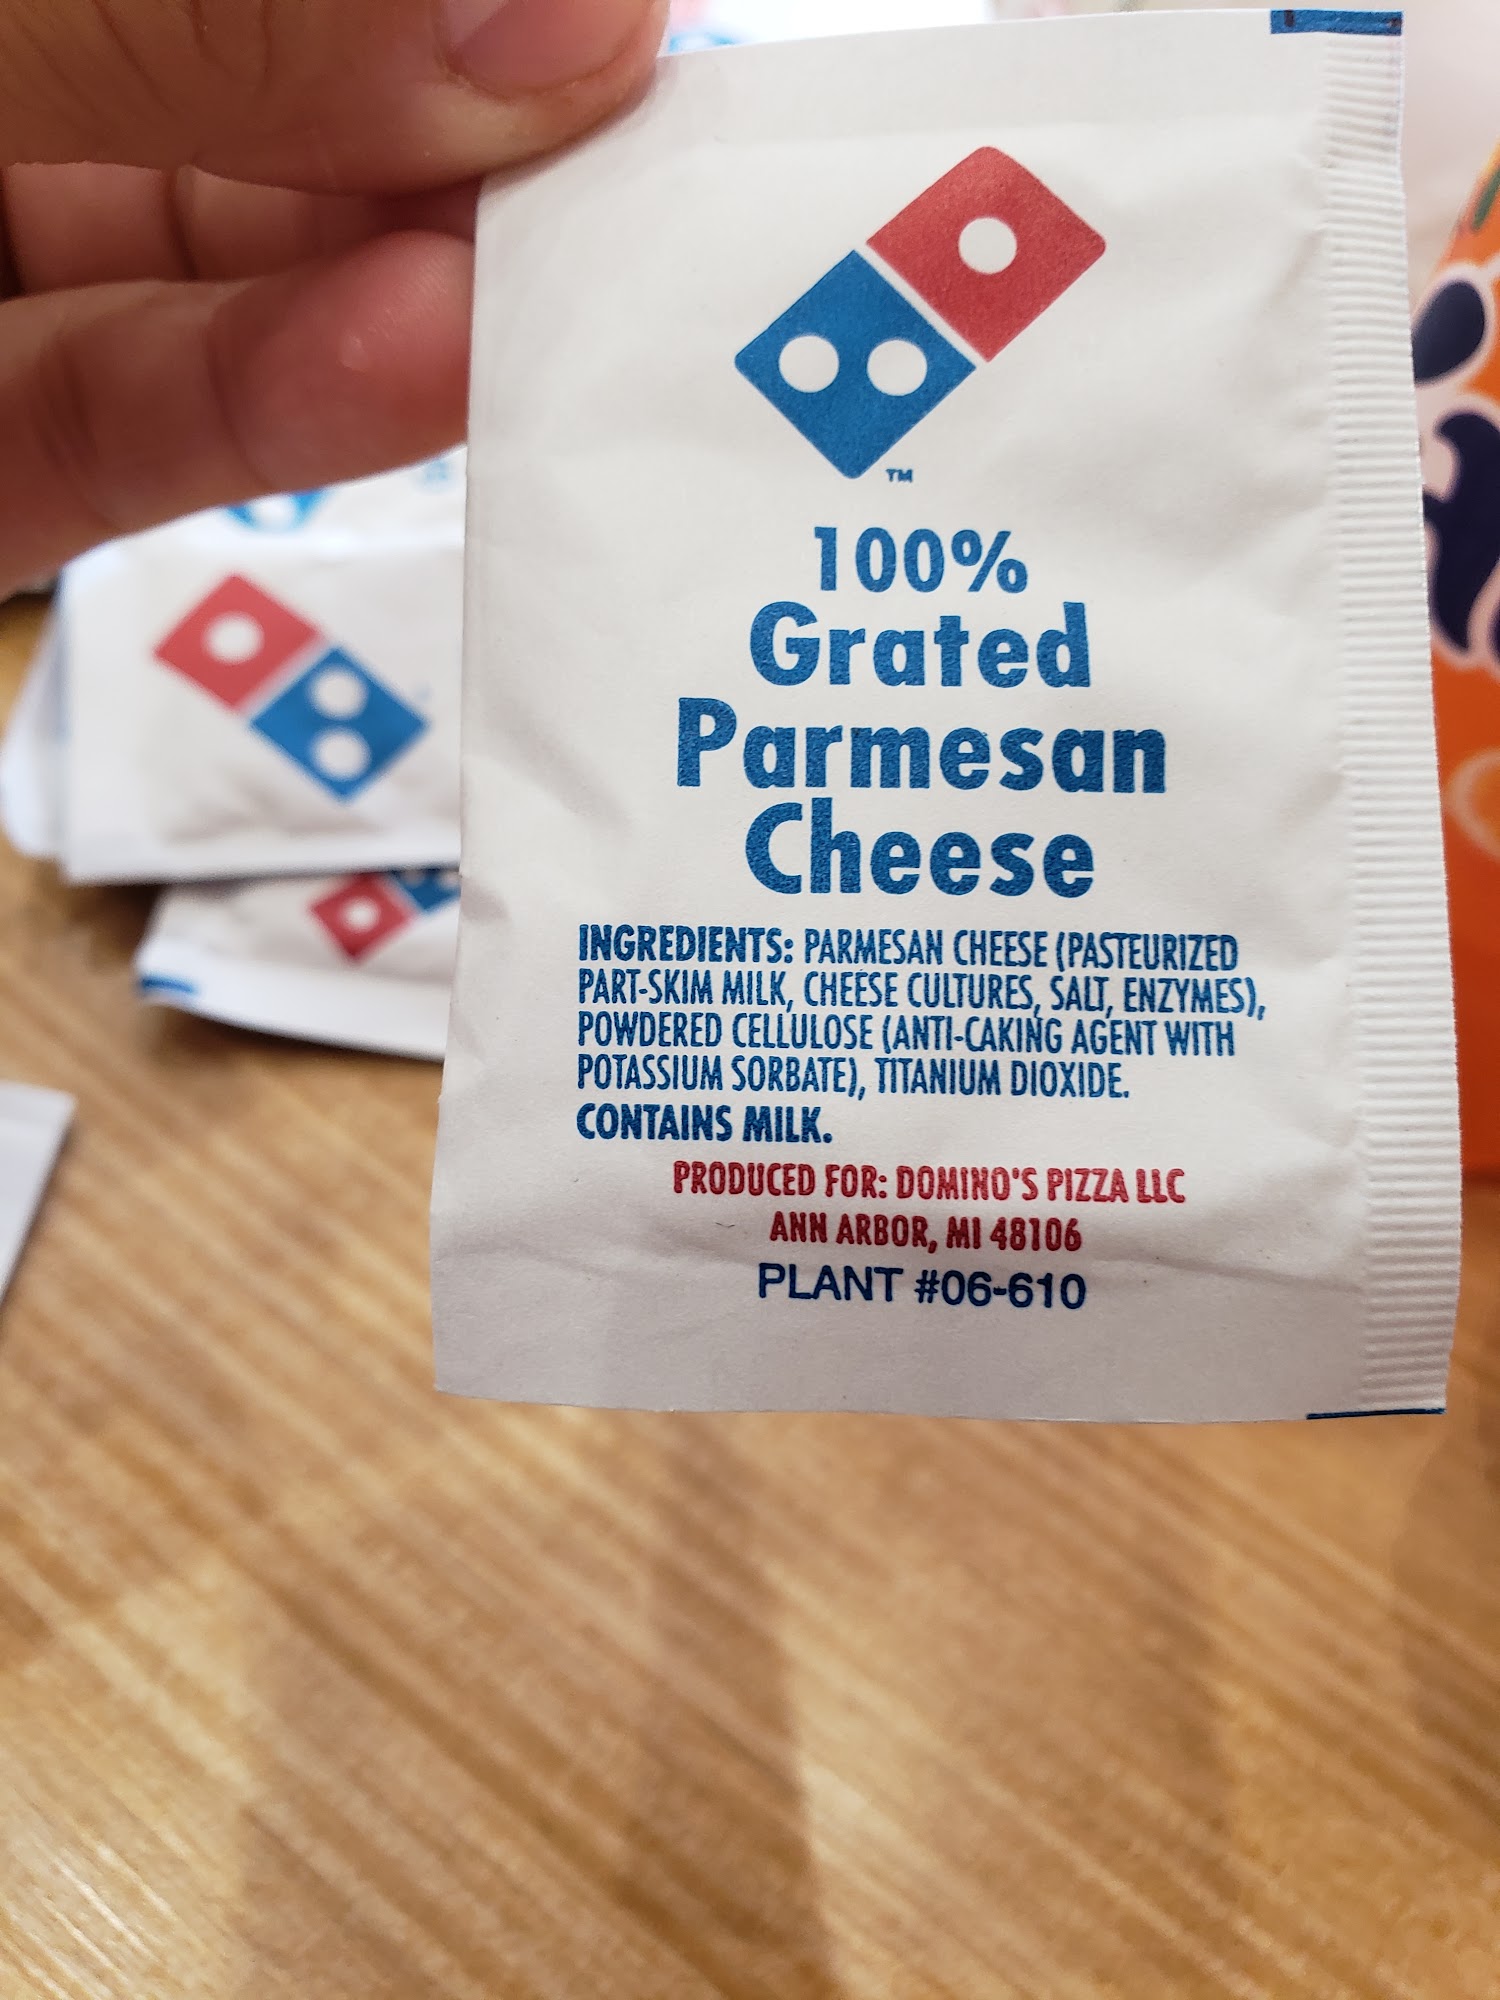 TM
100%
Grated
Parmesan
Cheese
INGREDIENTS: PARMESAN CHEESE (PASTEURIZED
PART-SKIM MILK, CHEESE CULTURES, SALT, ENZYMES),
POWDERED CELLULOSE (ANTI-CAKING AGENT WITH
POTASSIUM SORBATE), TITANIUM DIOXIDE.
CONTAINS MILK.
PRODUCED FOR: DOMINO'S PIZZA LLC
ANN ARBOR, MI 48106
PLANT #06-610